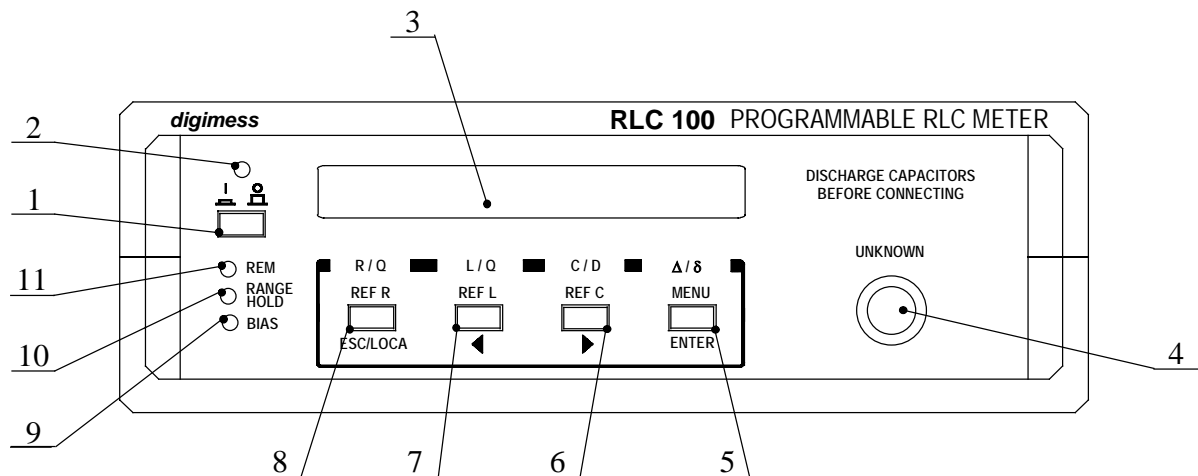 3
digimess RLC 100 PROGRAMMABLE RLC METER
2
DISCHARGE CAPACITORS
BEFORE CONNECTING
1
UNKNOWN
11 REM
R / Q L / Q C / D Δ / δ
RANGE
HOLD
REF R REF L REF C MENU
10 BIAS
ESC/LOCA ◀ ▶ ENTER
4
9
8 7 6 5